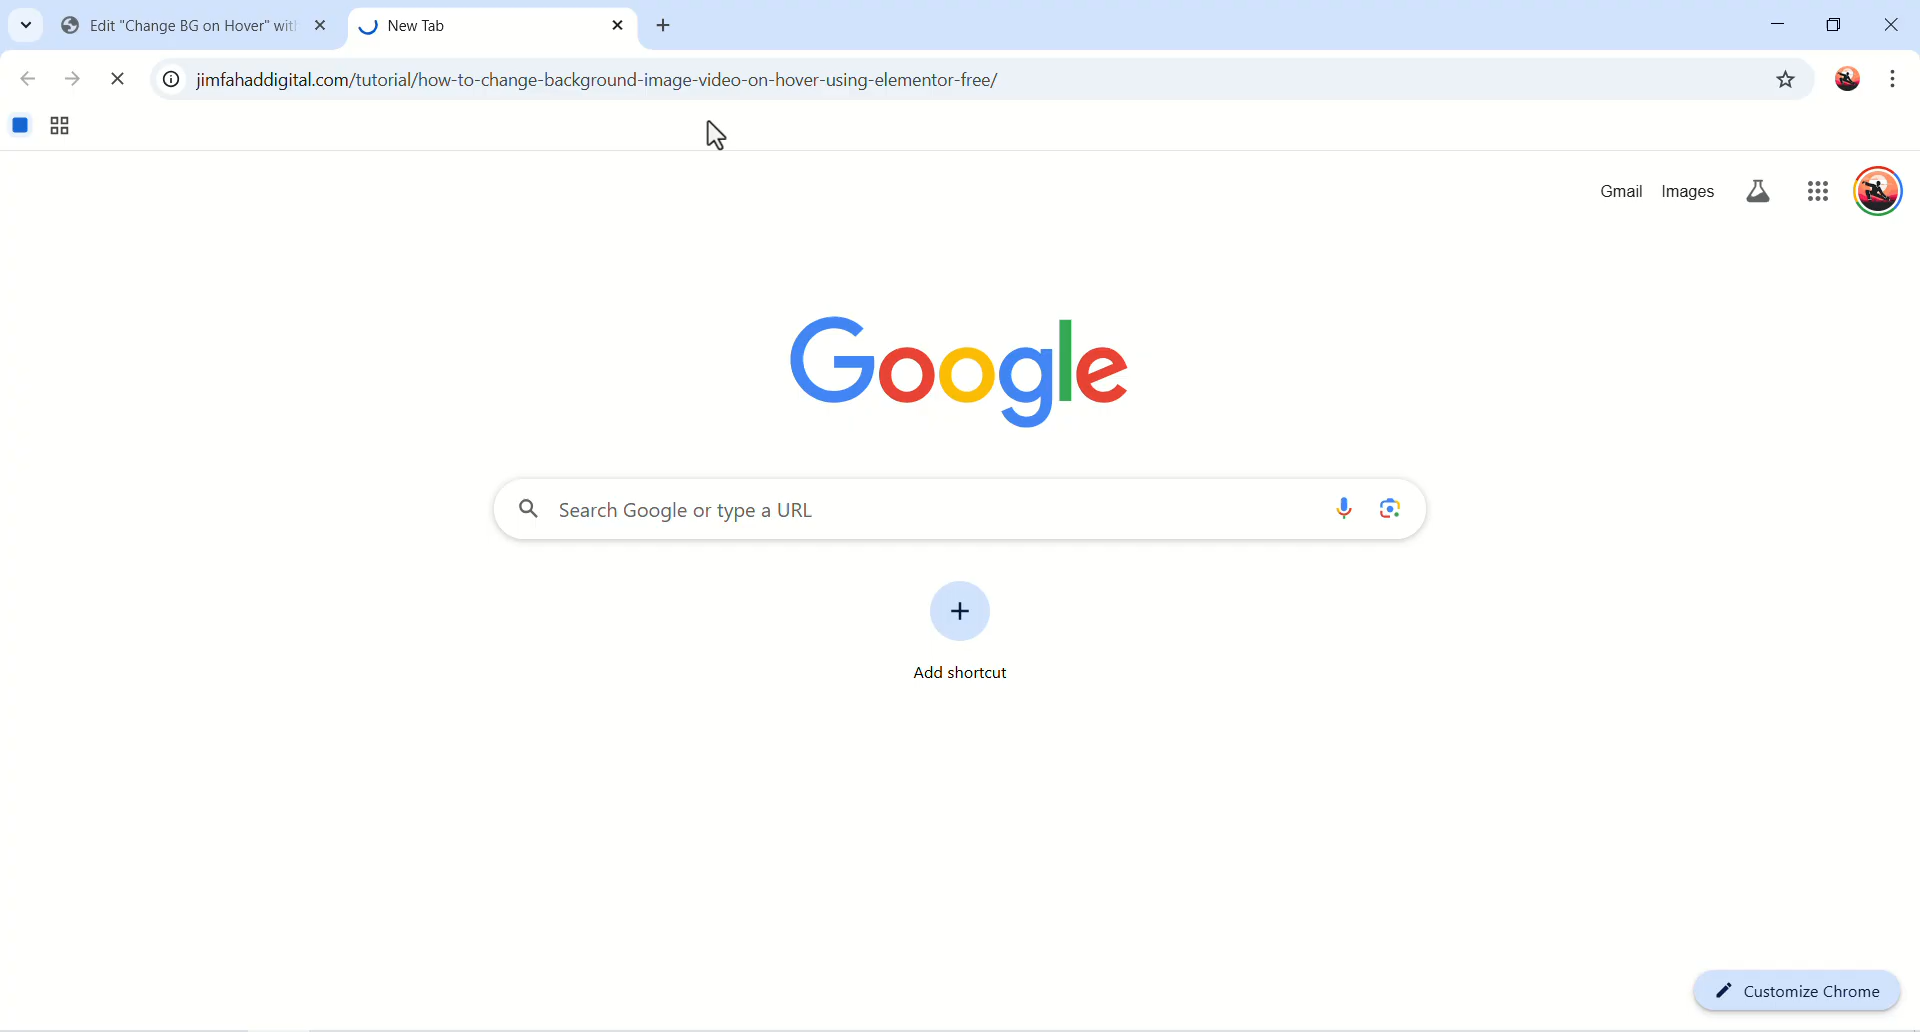 Edit "Change BG on Hover" wit
New Tab
jimfahaddigital.com/tutorial/how-to-change-background-image-video-on-hover-using-elementor-free/
Gmail Images
Google
Search Google or type a URL
Add shortcut
Customize Chrome